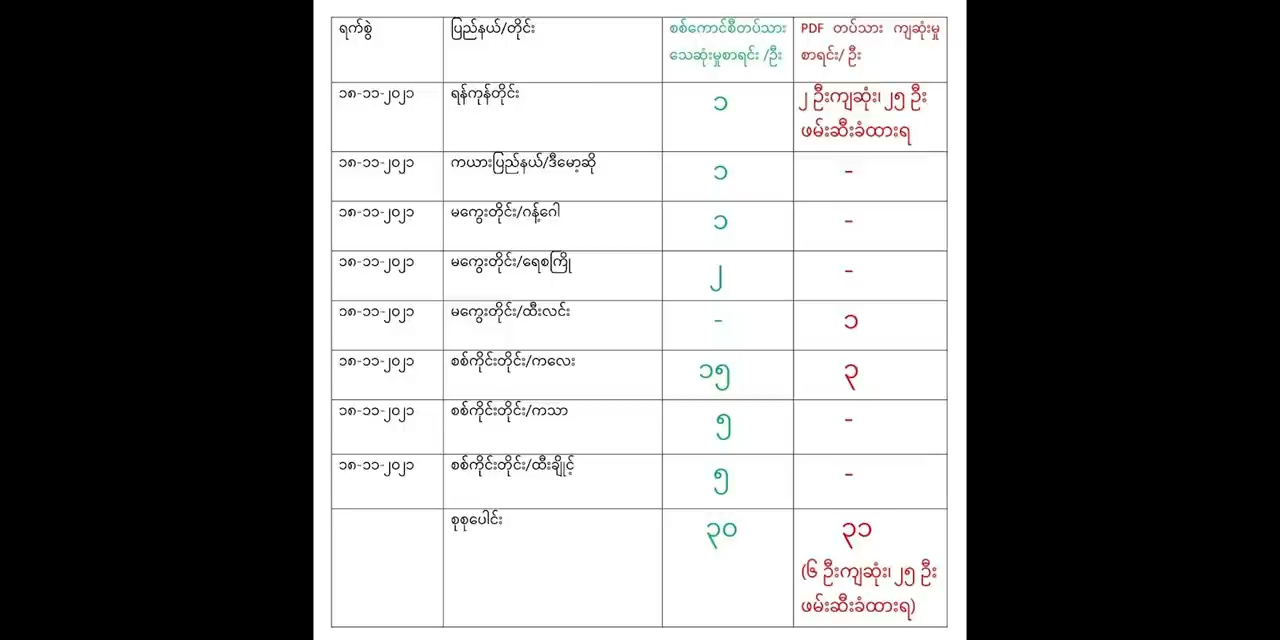 ရက်စွဲ ပြည်နယ်/တိုင်း စစ်ကောင်စီတပ်သား PDF တပ်သား ကျဆုံးမှု
သေဆုံးမှုစာရင်း /ဦး စာရင်း/ ဦး
၁၈-၁၁-၂၀၂၁ ရန်ကုန်တိုင်း ၁ ၂ ဦးကျဆုံး၊ ၂၅ ဦး
ဖမ်းဆီးခံထားရ
၁၈-၁၁-၂၀၂၁ ကယားပြည်နယ်/ဒီမော့ဆို ၁ -
၁၈-၁၁-၂၀၂၁ မကွေးတိုင်း/ဂန့်ဂေါ ၁ -
၁၈-၁၁-၂၀၂၁ မကွေးတိုင်း/ရေစကြို ၂ -
၁၈-၁၁-၂၀၂၁ မကွေးတိုင်း/ထီးလင်း - ၁
၁၈-၁၁-၂၀၂၁ စစ်ကိုင်းတိုင်း/ကလေး ၁၅ ၃
၁၈-၁၁-၂၀၂၁ စစ်ကိုင်းတိုင်း/ကသာ ၅ -
၁၈-၁၁-၂၀၂၁ စစ်ကိုင်းတိုင်း/ထီးချိုင့် ၅ -
စုစုပေါင်း ၃၀ ၃၁
(၆ ဦးကျဆုံး၊ ၂၅ ဦး
ဖမ်းဆီးခံထားရ)